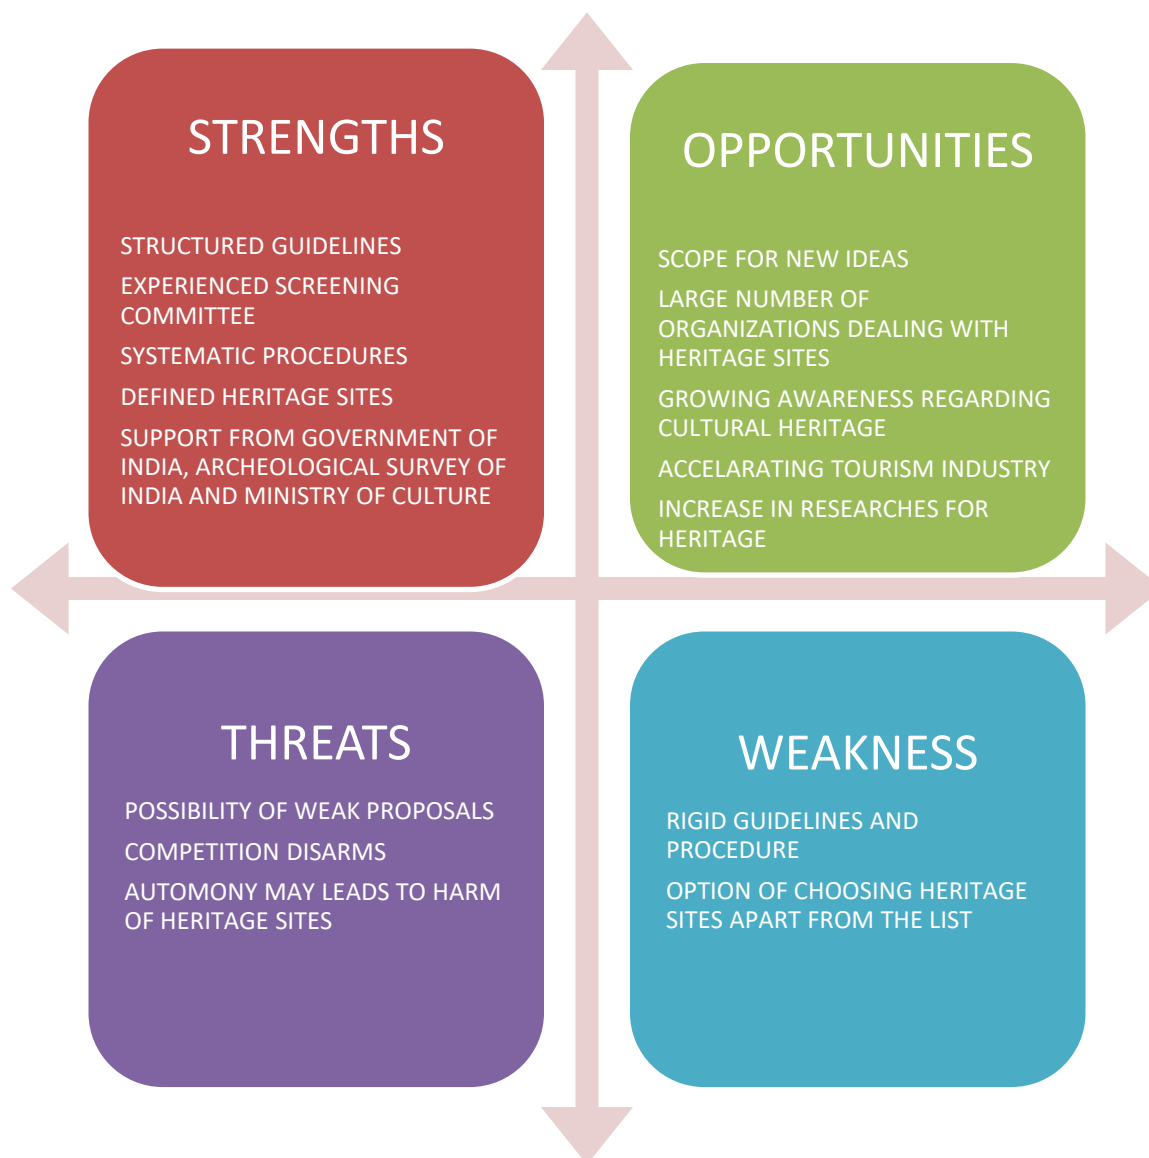 STRENGTHS
STRUCTURED GUIDELINES
EXPERIENCED SCREENING
COMMITTEE
SYSTEMATIC PROCEDURES
DEFINED HERITAGE SITES
SUPPORT FROM GOVERNMENT OF
INDIA, ARCHEOLOGICAL SURVEY OF
INDIA AND MINISTRY OF CULTURE
OPPORTUNITIES
SCOPE FOR NEW IDEAS
LARGE NUMBER OF
ORGANIZATIONS DEALING WITH
HERITAGE SITES
GROWING AWARENESS REGARDING
CULTURAL HERITAGE
ACCELARATING TOURISM INDUSTRY
INCREASE IN RESEARCHES FOR
HERITAGE
THREATS
POSSIBILITY OF WEAK PROPOSALS
COMPETITION DISARMS
AUTOMONY MAY LEADS TO HARM
OF HERITAGE SITES
WEAKNESS
RIGID GUIDELINES AND
PROCEDURE
OPTION OF CHOOSING HERITAGE
SITES APART FROM THE LIST